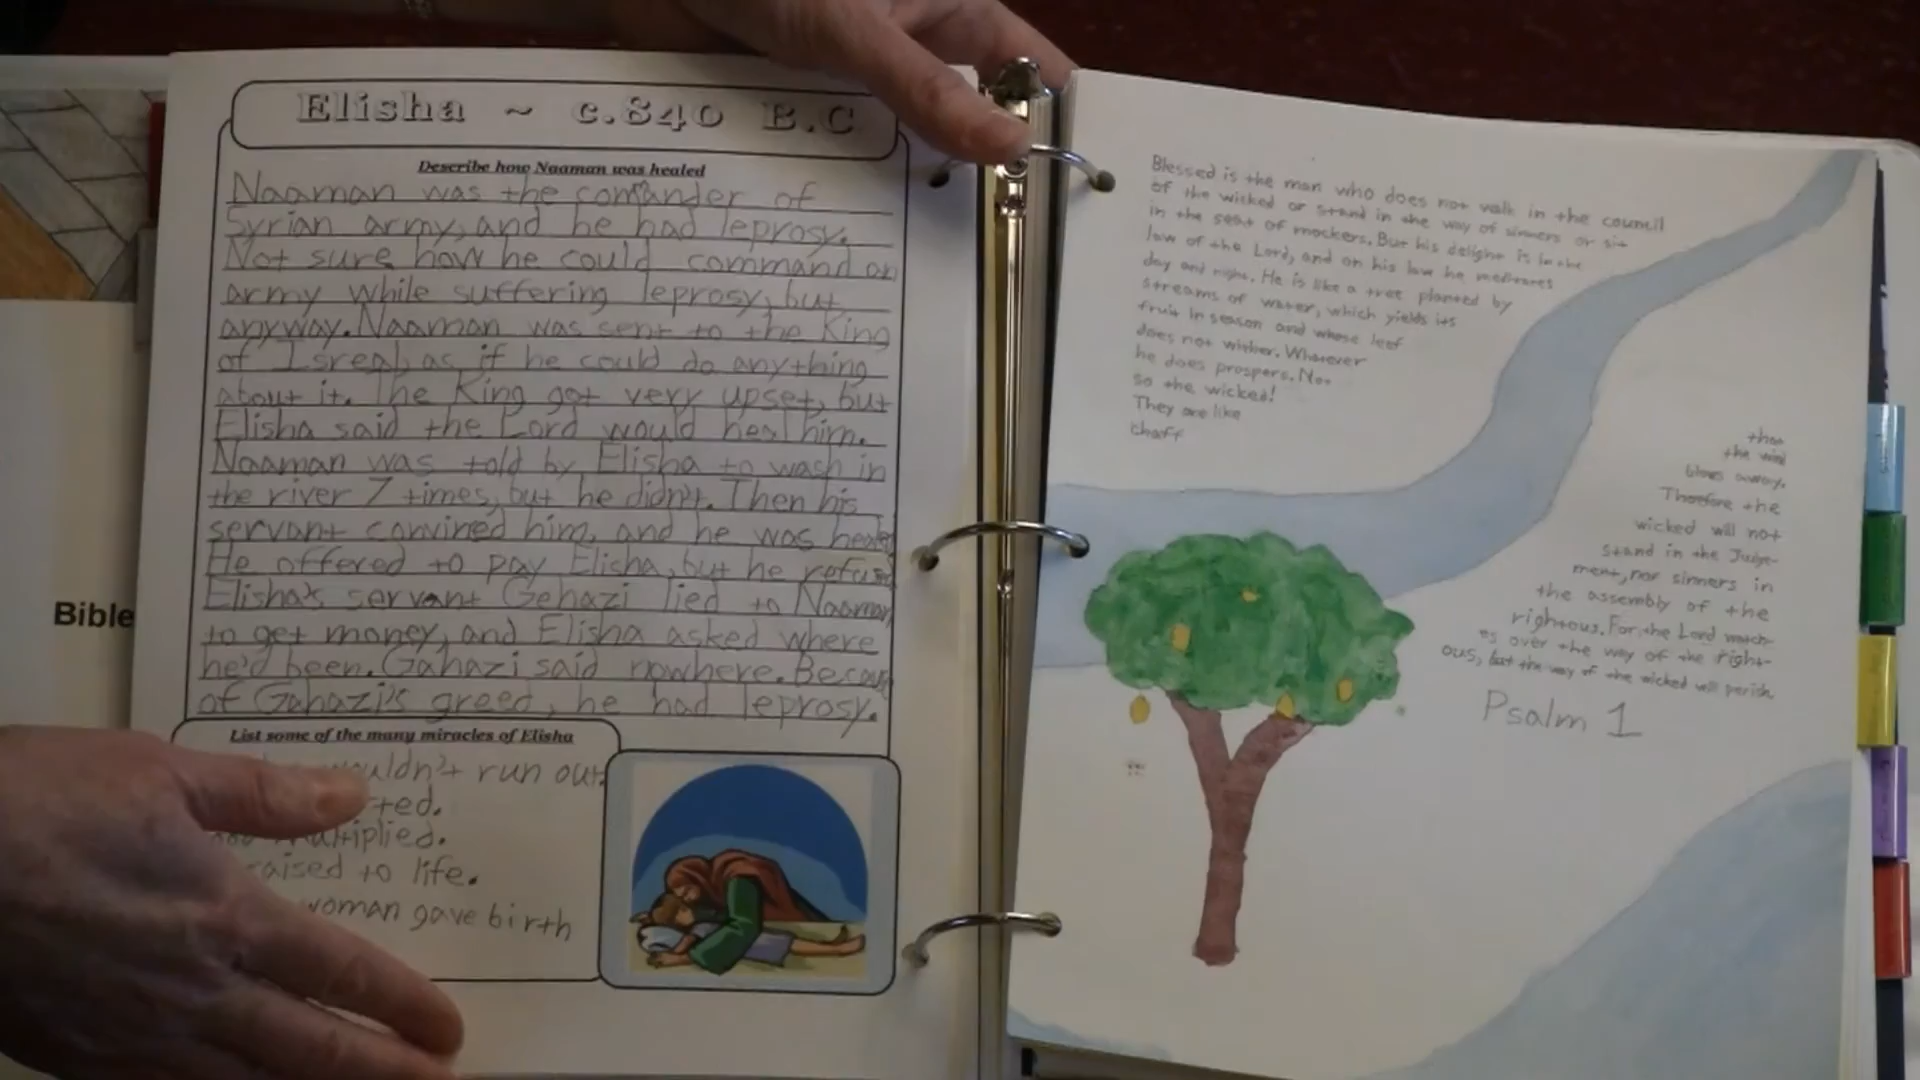 Elisha ~ c.840 B.C
Describe how Naaman was healed
Naaman was the comander of
Syrian army, and he had leprosy.
Not sure how he could command an
army while suffering leprosy, but
anyway. Naaman was sent to the King
of Isreal, as if he could do anything
about it. The King got very upset, but
Elisha said the Lord would heal him.
Naaman was told by Elisha to wash in
the river 7 times, but he didn't. Then his
servant convined him, and he was healed
He offered to pay Elisha, but he refused
Elisha's servant Gehazi lied to Naaman
to get money, and Elisha asked where
he'd been. Gahazi said nowhere. Because
of Gahazi's greed, he had leprosy.
List some of the many miracles of Elisha
run out.
multiplied.
raised to life.
woman gave birth
Bible
Blessed is the man who does not walk in the council
of the wicked or stand in the way of sinners or sit
in the seat of mockers. But his delight is in the
law of the Lord, and on his law he meditates
day and night. He is like a tree planted by
streams of water, which yields its
fruit in season and whose leaf
does not wither. Whatever
he does prospers. Not
so the wicked!
They are like
chaff
that
the wind
blows away.
Therefore the
wicked will not
stand in the Judge-
ment, nor sinners in
the assembly of the
rightous. For the Lord watch-
es over the way of the right-
ous, but the way of the wicked will perish.
Psalm 1